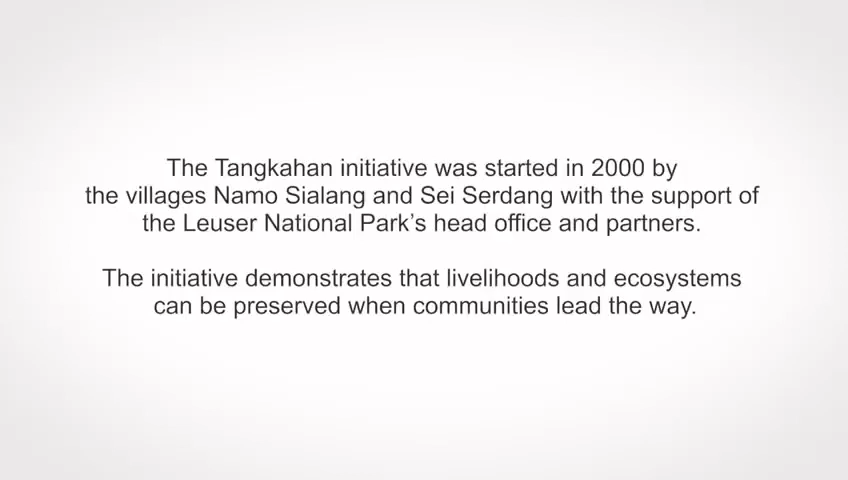 The Tangkahan initiative was started in 2000 by
the villages Namo Sialang and Sei Serdang with the support of
the Leuser National Park’s head office and partners.
The initiative demonstrates that livelihoods and ecosystems
can be preserved when communities lead the way.